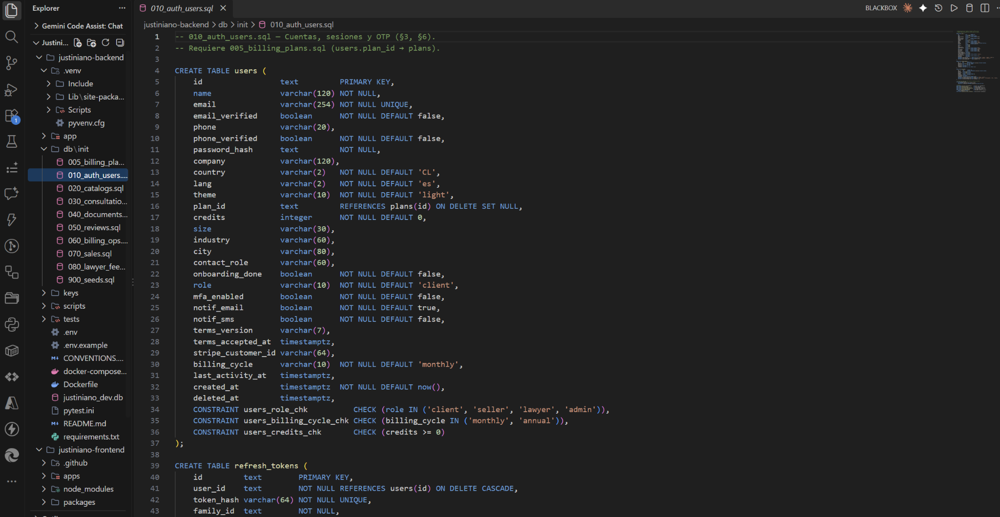 Explorer
Gemini Code Assist: Chat
Justini...
justiniano-backend
.venv
Include
Lib\site-packa...
Scripts
pyvenv.cfg
app
db\init
005_billing_pla...
010_auth_users....
020_catalogs.sql
030_consultatio...
040_documents...
050_reviews.sql
060_billing_ops....
070_sales.sql
080_lawyer_fee...
900_seeds.sql
keys
scripts
tests
.env
.env.example
CONVENTIONS....
docker-compose...
Dockerfile
justiniano_dev.db
pytest.ini
README.md
requirements.txt
justiniano-frontend
.github
apps
node_modules
packages
1
010_auth_users.sql
BLACKBOX
justiniano-backend > db > init > 010_auth_users.sql
1 -- 010_auth_users.sql — Cuentas, sesiones y OTP (§3, §6).
2 -- Requiere 005_billing_plans.sql (users.plan_id → plans).
3
4 CREATE TABLE users (
5 id text PRIMARY KEY,
6 name varchar(120) NOT NULL,
7 email varchar(254) NOT NULL UNIQUE,
8 email_verified boolean NOT NULL DEFAULT false,
9 phone varchar(20),
10 phone_verified boolean NOT NULL DEFAULT false,
11 password_hash text NOT NULL,
12 company varchar(120),
13 country varchar(2) NOT NULL DEFAULT 'CL',
14 lang varchar(2) NOT NULL DEFAULT 'es',
15 theme varchar(10) NOT NULL DEFAULT 'light',
16 plan_id text REFERENCES plans(id) ON DELETE SET NULL,
17 credits integer NOT NULL DEFAULT 0,
18 size varchar(30),
19 industry varchar(60),
20 city varchar(80),
21 contact_role varchar(60),
22 onboarding_done boolean NOT NULL DEFAULT false,
23 role varchar(10) NOT NULL DEFAULT 'client',
24 mfa_enabled boolean NOT NULL DEFAULT false,
25 notif_email boolean NOT NULL DEFAULT true,
26 notif_sms boolean NOT NULL DEFAULT false,
27 terms_version varchar(7),
28 terms_accepted_at timestamptz,
29 stripe_customer_id varchar(64),
30 billing_cycle varchar(10) NOT NULL DEFAULT 'monthly',
31 last_activity_at timestamptz,
32 created_at timestamptz NOT NULL DEFAULT now(),
33 deleted_at timestamptz,
34 CONSTRAINT users_role_chk CHECK (role IN ('client', 'seller', 'lawyer', 'admin')),
35 CONSTRAINT users_billing_cycle_chk CHECK (billing_cycle IN ('monthly', 'annual')),
36 CONSTRAINT users_credits_chk CHECK (credits >= 0)
37 );
38
39 CREATE TABLE refresh_tokens (
40 id text PRIMARY KEY,
41 user_id text NOT NULL REFERENCES users(id) ON DELETE CASCADE,
42 token_hash varchar(64) NOT NULL UNIQUE,
43 family_id text NOT NULL,